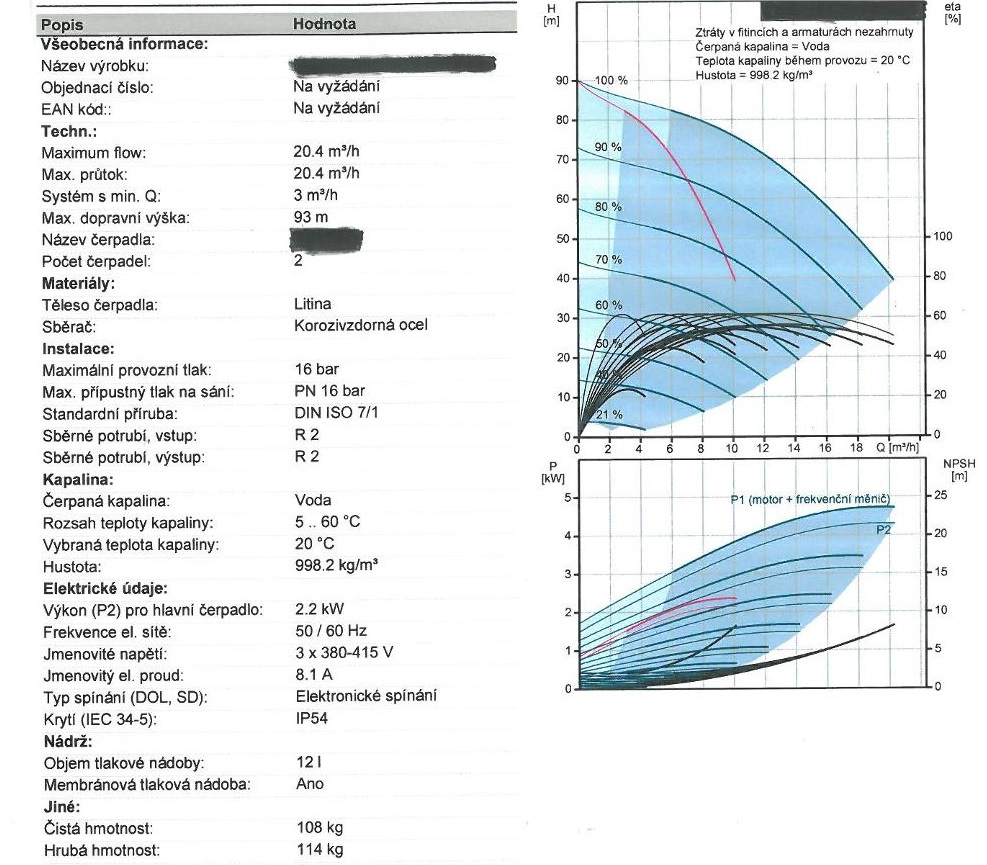 Popis Hodnota
Všeobecná informace:
Název výrobku:
Objednací číslo: Na vyžádání
EAN kód:: Na vyžádání
Techn.:
Maximum flow: 20.4 m³/h
Max. průtok: 20.4 m³/h
Systém s min. Q: 3 m³/h
Max. dopravní výška: 93 m
Název čerpadla:
Počet čerpadel: 2
Materiály:
Těleso čerpadla: Litina
Sběrač: Korozivzdorná ocel
Instalace:
Maximální provozní tlak: 16 bar
Max. přípustný tlak na sání: PN 16 bar
Standardní příruba: DIN ISO 7/1
Sběrné potrubí, vstup: R 2
Sběrné potrubí, výstup: R 2
Kapalina:
Čerpaná kapalina: Voda
Rozsah teploty kapaliny: 5 .. 60 °C
Vybraná teplota kapaliny: 20 °C
Hustota: 998.2 kg/m³
Elektrické údaje:
Výkon (P2) pro hlavní čerpadlo: 2.2 kW
Frekvence el. sítě: 50 / 60 Hz
Jmenovité napětí: 3 x 380-415 V
Jmenovitý el. proud: 8.1 A
Typ spínání (DOL, SD): Elektronické spínání
Krytí (IEC 34-5): IP54
Nádrž:
Objem tlakové nádoby: 12 l
Membránová tlaková nádoba: Ano
Jiné:
Čistá hmotnost: 108 kg
Hrubá hmotnost: 114 kg
H
[m]
eta
[%]
Ztráty v fitincích a armaturách nezahrnuty
Čerpaná kapalina = Voda
Teplota kapaliny během provozu = 20 °C
Hustota = 998.2 kg/m³
90
80
70
60
50
40
30
20
10
0
100 %
90 %
80 %
70 %
60 %
50 %
40 %
21 %
100
80
60
40
20
0
0 2 4 6 8 10 12 14 16 18 Q [m³/h]
P
[kW]
NPSH
[m]
P1 (motor + frekvenční měnič)
P2
5
4
3
2
1
0
25
20
15
10
5
0